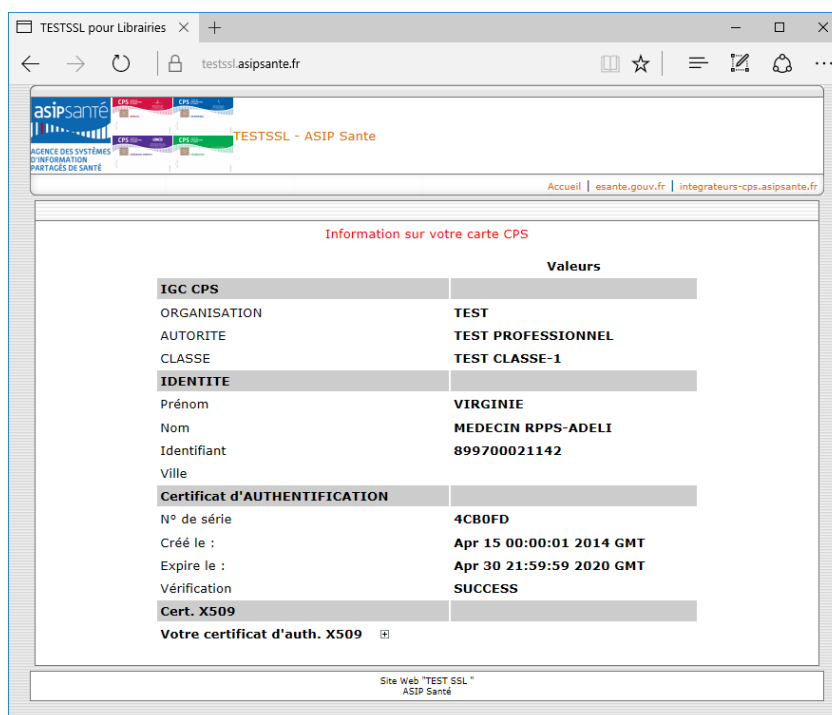 TESTSSL pour Librairies
testssl.asipsante.fr
asipsanté
AGENCE DES SYSTÈMES
D'INFORMATION
PARTAGÉS DE SANTÉ
CPS CPS
CPS CPS
TESTSSL - ASIP Sante
Accueil | esante.gouv.fr | integrateurs-cps.asipsante.fr
Information sur votre carte CPS
Valeurs
IGC CPS
ORGANISATION TEST
AUTORITE TEST PROFESSIONNEL
CLASSE TEST CLASSE-1
IDENTITE
Prénom VIRGINIE
Nom MEDECIN RPPS-ADELI
Identifiant 899700021142
Ville
Certificat d'AUTHENTIFICATION
N° de série 4CB0FD
Créé le : Apr 15 00:00:01 2014 GMT
Expire le : Apr 30 21:59:59 2020 GMT
Vérification SUCCESS
Cert. X509
Votre certificat d'auth. X509
Site Web "TEST SSL "
ASIP Santé